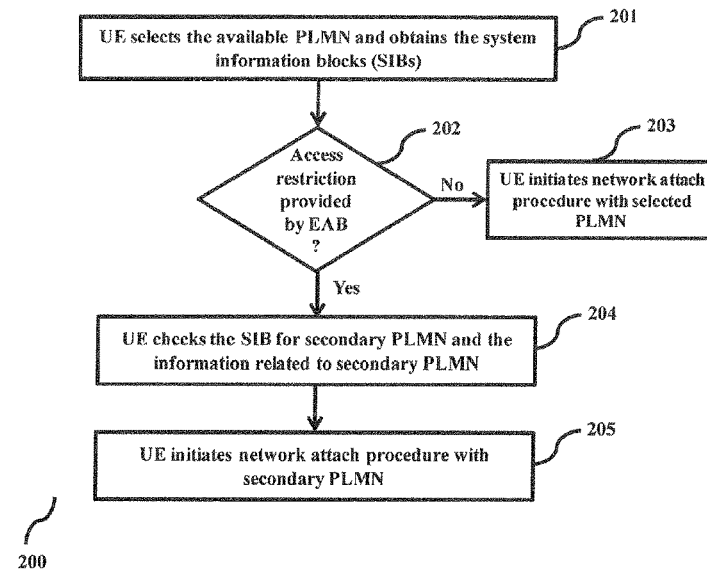 201
UE selects the available PLMN and obtains the system
information blocks (SIBs)
202
203
Access
restriction
provided
by EAB
?
No
UE initiates network attach
procedure with selected
PLMN
Yes
204
UE checks the SIB for secondary PLMN and the
information related to secondary PLMN
205
UE initiates network attach procedure with
secondary PLMN
200